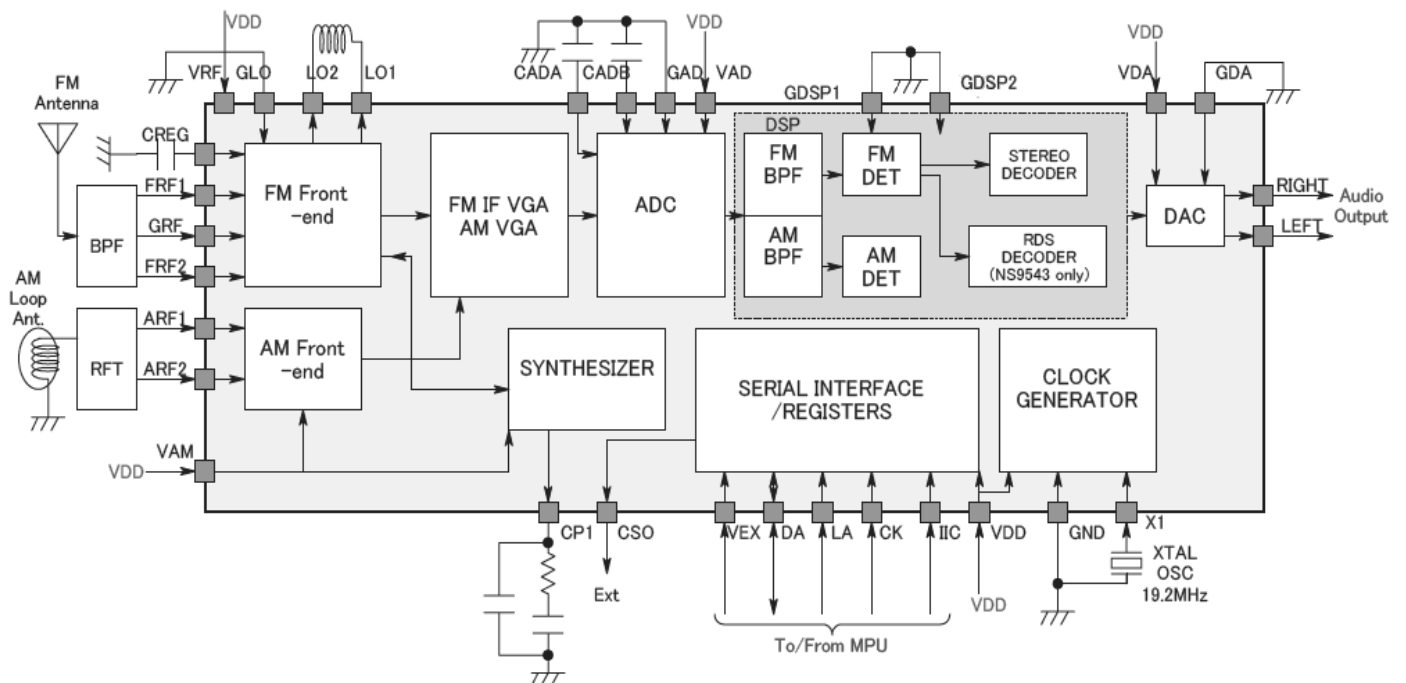 VDD
VDD
VDD
VRF
GLO
LO2
LO1
CADA
CADB
GAD
VAD
GDSP1
GDSP2
VDA
GDA
FM
Antenna
CREG
FRF1
GRF
FRF2
BPF
FM Front
-end
FM IF VGA
AM VGA
ADC
DSP
FM
BPF
AM
BPF
FM
DET
AM
DET
STEREO
DECODER
RDS
DECODER
(NS9543 only)
DAC
RIGHT
LEFT
Audio
Output
AM
Loop
Ant.
RFT
ARF1
ARF2
AM Front
-end
SYNTHESIZER
SERIAL INTERFACE
/REGISTERS
CLOCK
GENERATOR
VDD
VAM
CP1
CSO
VEX
DA
LA
CK
IIC
VDD
GND
X1
Ext
VDD
XTAL
OSC
19.2MHz
To/From MPU